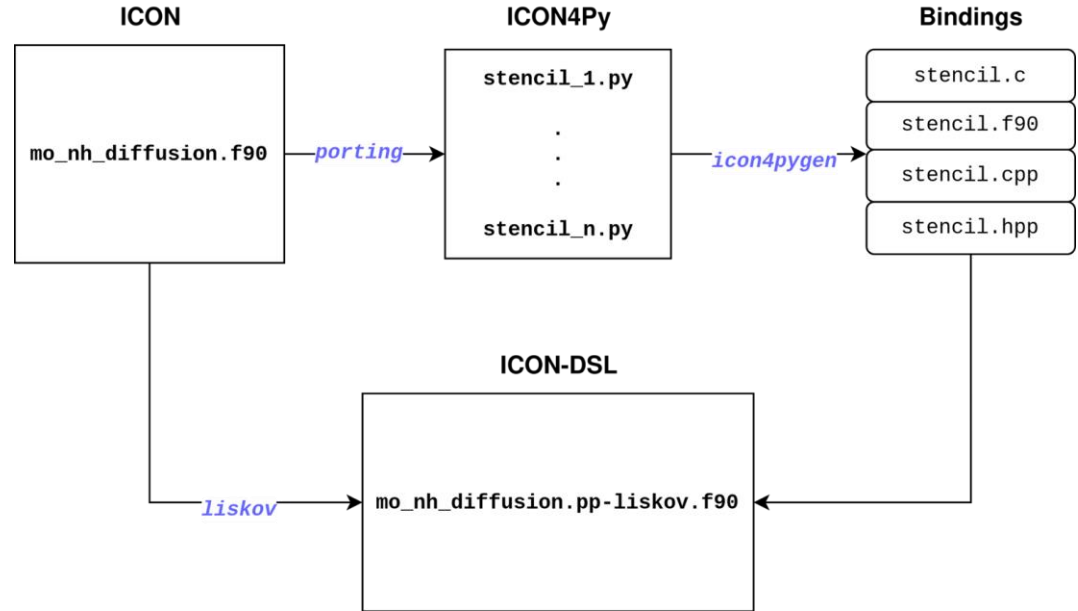 ICON
ICON4Py
Bindings
mo_nh_diffusion.f90
porting
stencil_1.py
.
.
.
stencil_n.py
icon4pygen
stencil.c
stencil.f90
stencil.cpp
stencil.hpp
ICON-DSL
liskov
mo_nh_diffusion.pp-liskov.f90